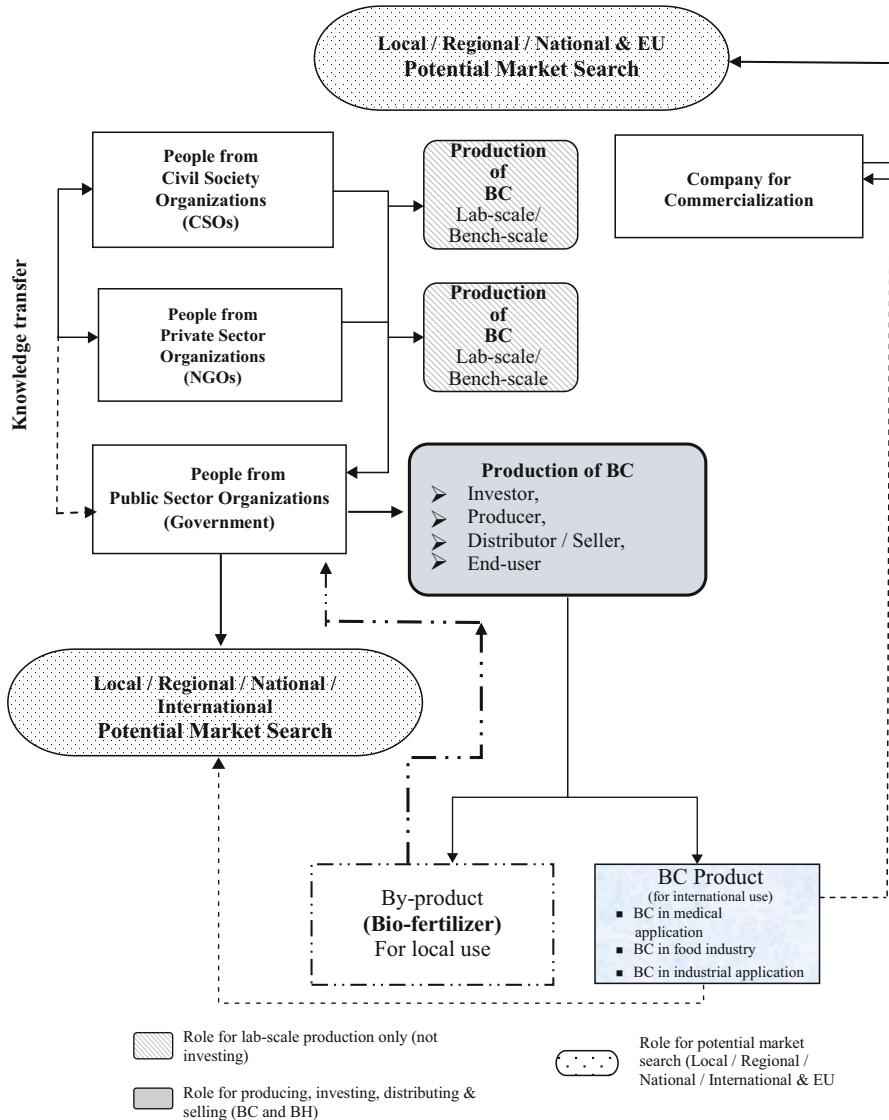 Local / Regional / National & EU
Potential Market Search
People from
Civil Society
Organizations
(CSOs)
Production
of
BC
Lab-scale/
Bench-scale
Company for
Commercialization
Knowledge transfer
People from
Private Sector
Organizations
(NGOs)
Production
of
BC
Lab-scale/
Bench-scale
People from
Public Sector Organizations
(Government)
Production of BC
Investor,
Producer,
Distributor / Seller,
End-user
Local / Regional / National /
International
Potential Market Search
By-product
(Bio-fertilizer)
For local use
BC Product
(for international use)
BC in medical
application
BC in food industry
BC in industrial application
Role for lab-scale production only (not
investing)
Role for potential market
search (Local / Regional /
National / International & EU
Role for producing, investing, distributing &
selling (BC and BH)